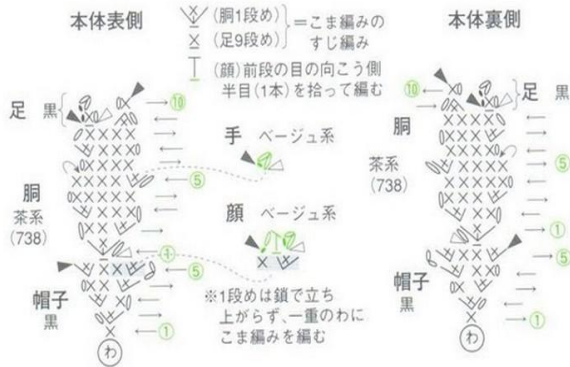 本体表側
(胴1段め)
(足9段め)
=こま編みの
すじ編み
(顔)前段の目の向こう側
半目(1本)を拾って編む
本体裏側
足 黒
⑩
胴
茶系
(738)
⑤
①
⑤
帽子
黒
①
わ
手 ベージュ系
顔 ベージュ系
※1段めは鎖で立ち
上がらず、一重のわに
こま編みを編む
⑩
足 黒
胴
茶系
(738)
⑤
①
⑤
帽子
黒
①
わ